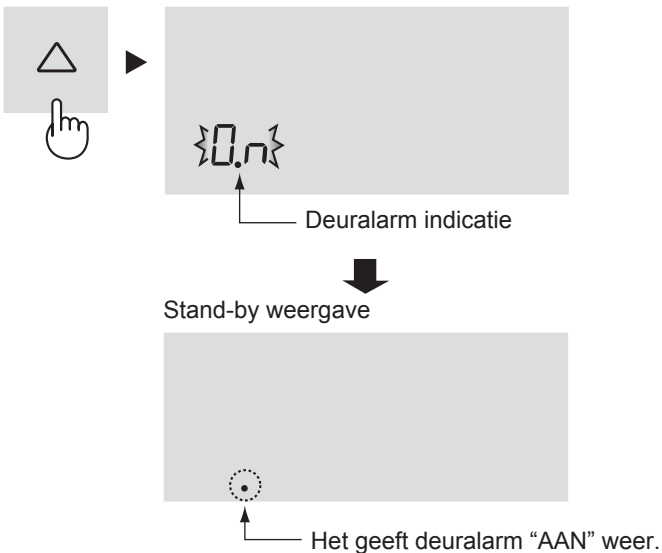 0.n
Deuralarm indicatie
Stand-by weergave
Het geeft deuralarm “AAN” weer.